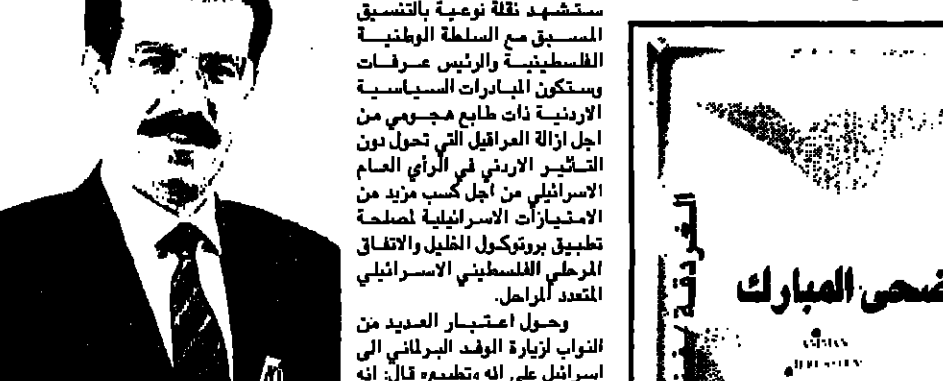 ستشهد نقلة نوعية بالتنسيق
المسبق مع السلطة الوطنية
الفلسطينية والرئيس عرفات
وستكون المبادرات السياسية
الاردنية ذات طابع هجومي من
اجل ازالة العراقيل التي تحول دون
التأثير الاردني في الرأي العام
الاسرائيلي من اجل كسب مزيد من
الامتيازات الاسرائيلية لمصلحة
تطبيق بروتوكول الخليل والاتفاق
المرحلي الفلسطيني الاسرائيلي
المتعدد المراحل.
وحول اعتبار العديد من
النواب لزيارة الوفد البرلماني الى
اسرائيل على انه «تطبيع» قال: انه
ضحى المبارك
الغردقة